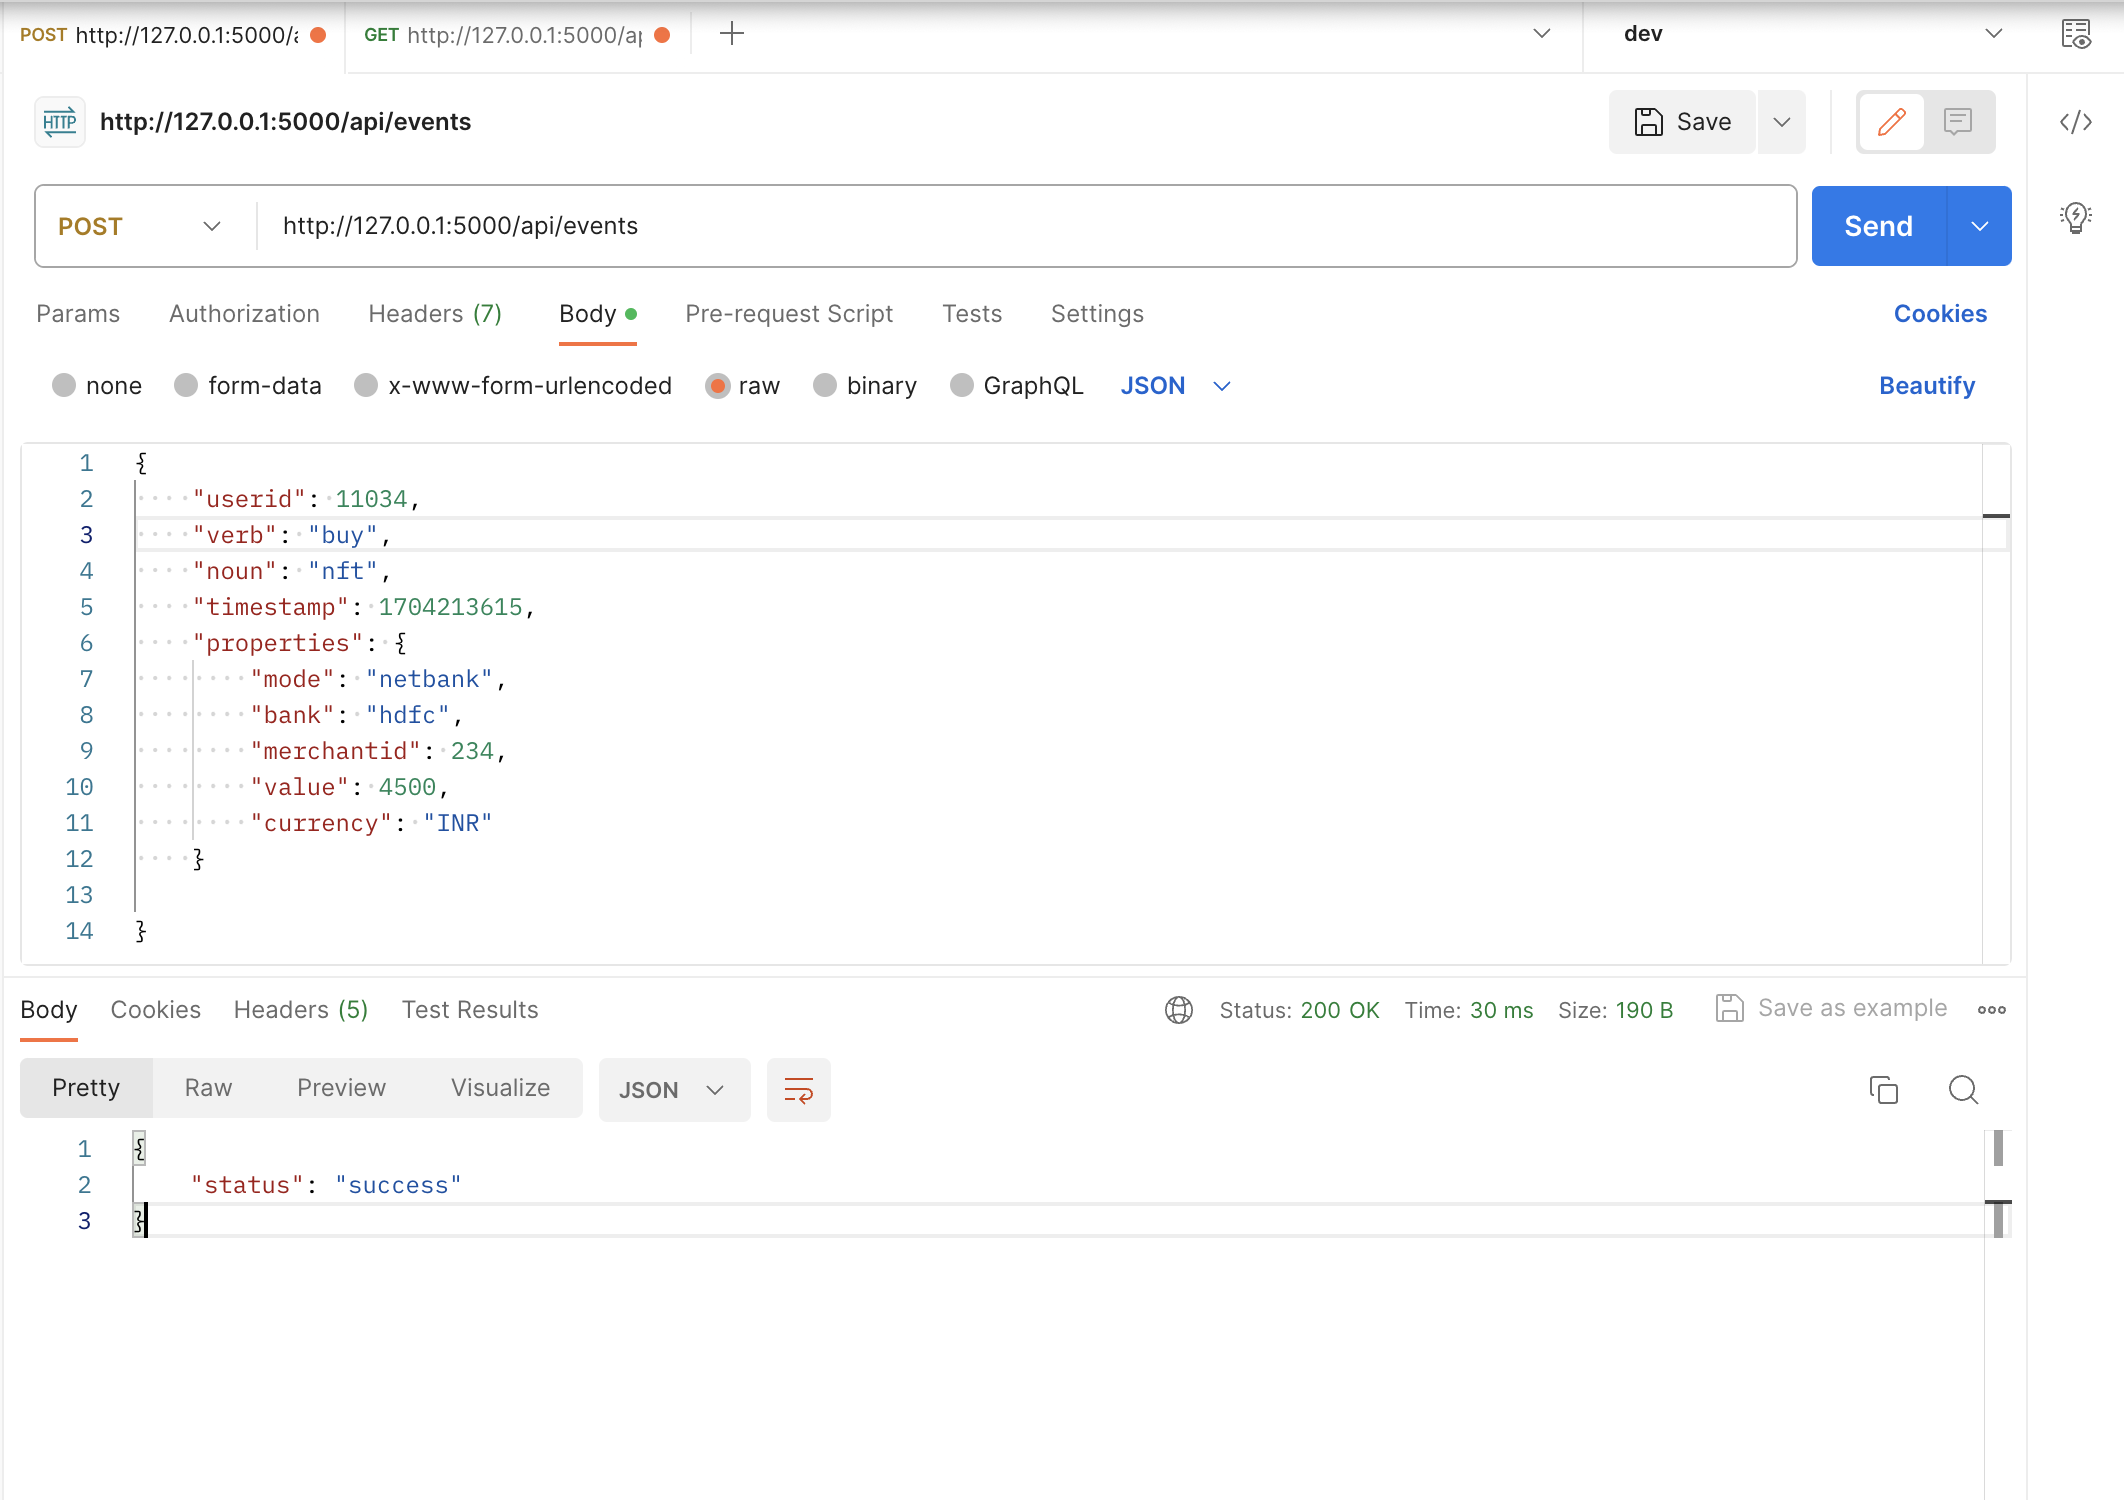 POST http://127.0.0.1:5000/a GET http://127.0.0.1:5000/ap dev
HTTP http://127.0.0.1:5000/api/events Save
POST http://127.0.0.1:5000/api/events Send
Params Authorization Headers (7) Body Pre-request Script Tests Settings Cookies
none form-data x-www-form-urlencoded raw binary GraphQL JSON Beautify
1 {
2 "userid": 11034,
3 "verb": "buy",
4 "noun": "nft",
5 "timestamp": 1704213615,
6 "properties": {
7 "mode": "netbank",
8 "bank": "hdfc",
9 "merchantid": 234,
10 "value": 4500,
11 "currency": "INR"
12 }
13
14 }
Body Cookies Headers (5) Test Results Status: 200 OK Time: 30 ms Size: 190 B Save as example
Pretty Raw Preview Visualize JSON
1 {
2 "status": "success"
3 }